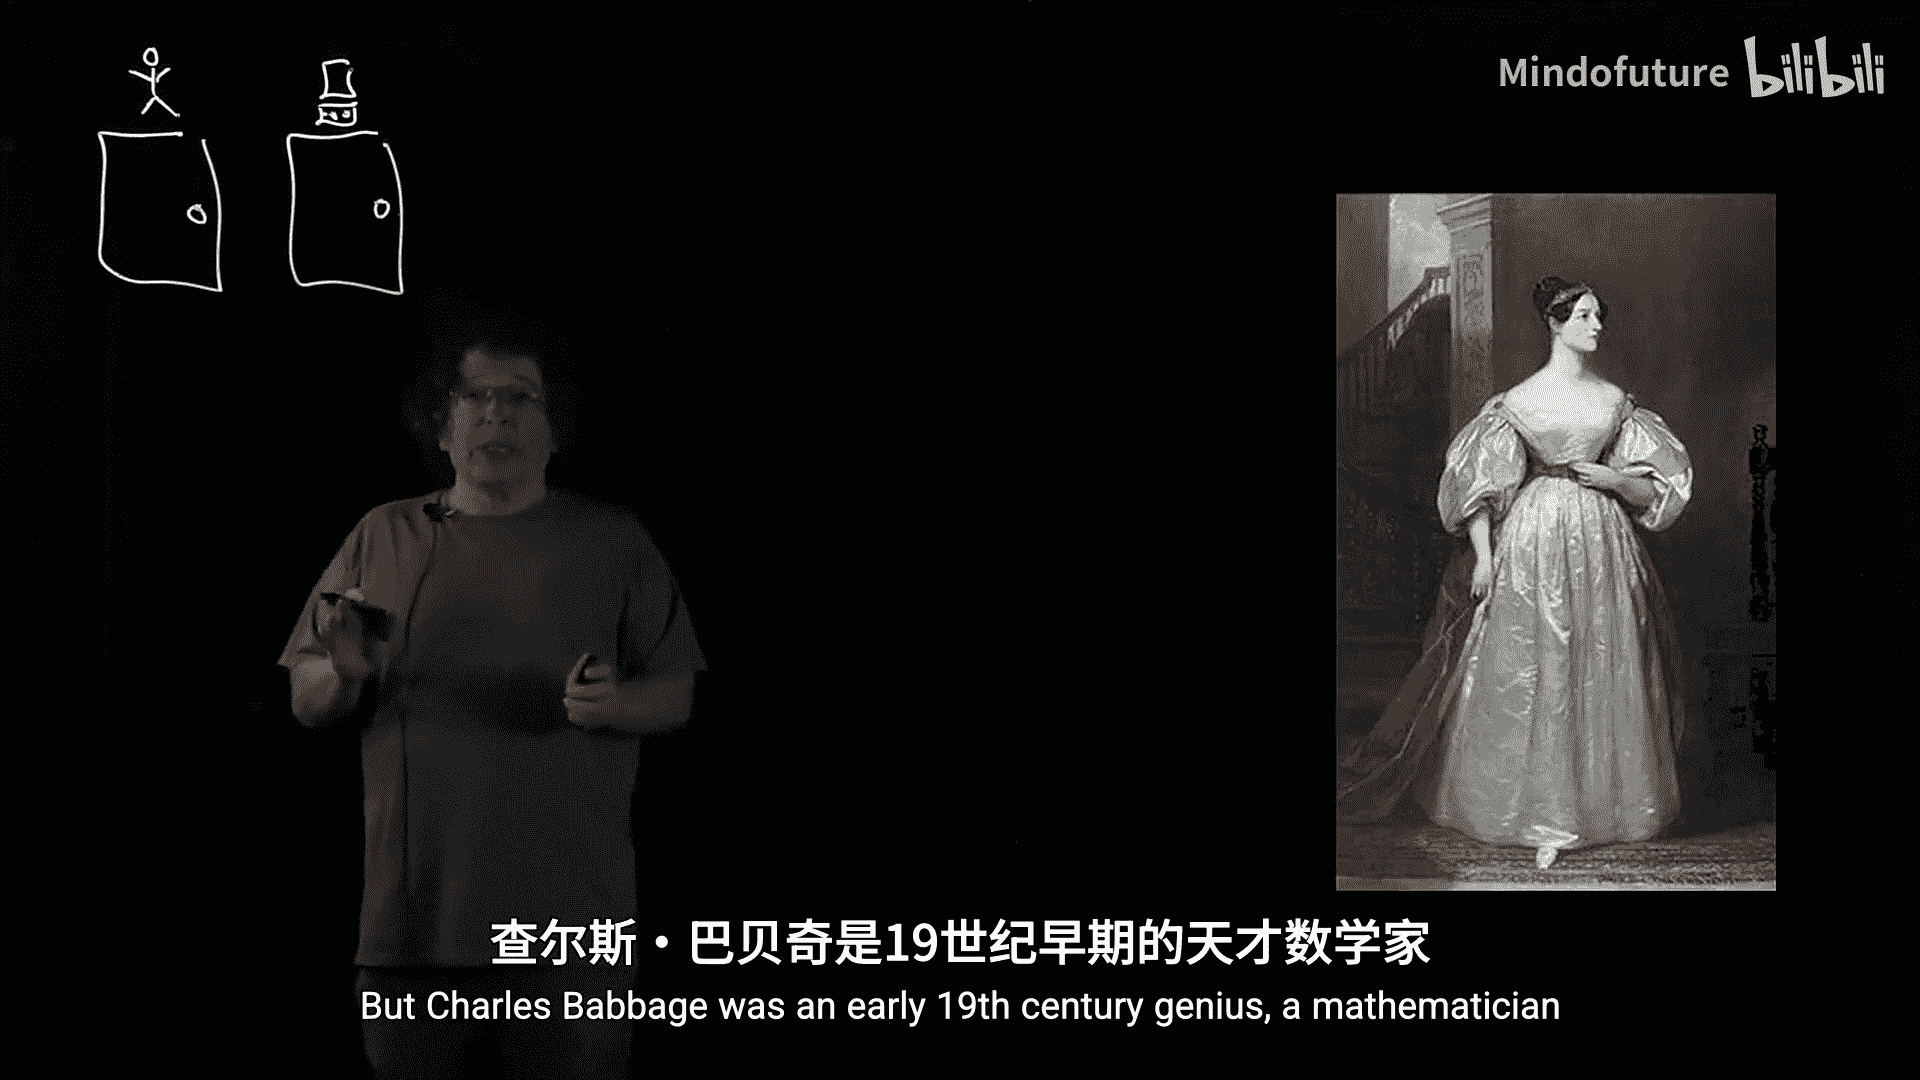 Mindofuture bilibili
查尔斯·巴贝奇是19世纪早期的天才数学家
But Charles Babbage was an early 19th century genius, a mathematician